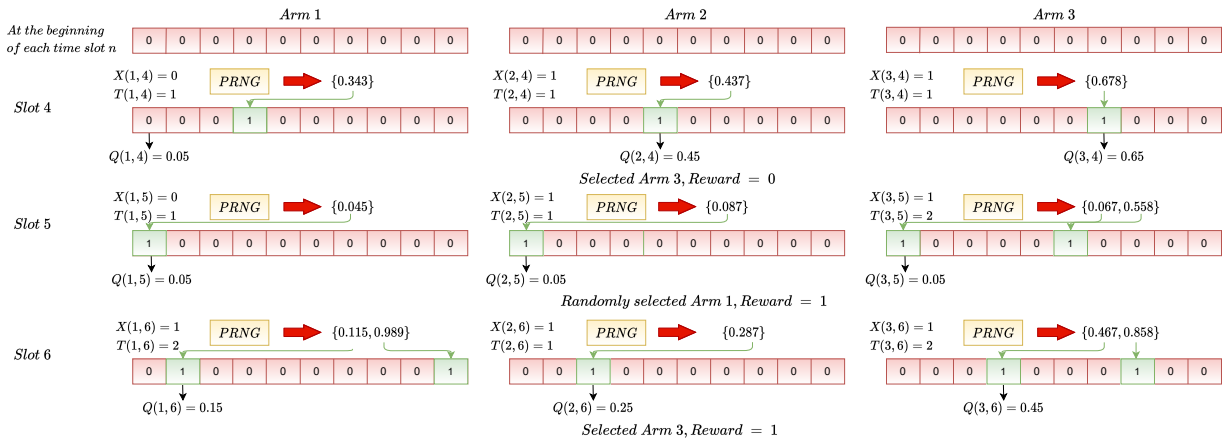 Arm 1 Arm 2 Arm 3
At the beginning
of each time slot n
0 0 0 0 0 0 0 0 0 0 0 0 0 0 0 0 0 0 0 0 0 0 0 0 0 0 0 0 0 0
Slot 4
X(1,4) = 0 PRNG {0.343} X(2,4) = 1 PRNG {0.437} X(3,4) = 1 PRNG {0.678}
T(1,4) = 1 T(2,4) = 1 T(3,4) = 1
0 0 0 1 0 0 0 0 0 0 0 0 0 0 1 0 0 0 0 0 0 0 0 0 0 0 1 0 0 0
Q(1,4) = 0.05 Q(2,4) = 0.45 Q(3,4) = 0.65
Selected Arm 3, Reward = 0
Slot 5
X(1,5) = 0 PRNG {0.045} X(2,5) = 1 PRNG {0.087} X(3,5) = 1 PRNG {0.067, 0.558}
T(1,5) = 1 T(2,5) = 1 T(3,5) = 2
1 0 0 0 0 0 0 0 0 0 1 0 0 0 0 0 0 0 0 0 1 0 0 0 0 1 0 0 0 0
Q(1,5) = 0.05 Q(2,5) = 0.05 Q(3,5) = 0.05
Randomly selected Arm 1, Reward = 1
Slot 6
X(1,6) = 1 PRNG {0.115, 0.989} X(2,6) = 1 PRNG {0.287} X(3,6) = 1 PRNG {0.467, 0.858}
T(1,6) = 2 T(2,6) = 1 T(3,6) = 2
0 1 0 0 0 0 0 0 0 1 0 0 1 0 0 0 0 0 0 0 0 0 0 1 0 0 0 1 0 0
Q(1,6) = 0.15 Q(2,6) = 0.25 Q(3,6) = 0.45
Selected Arm 3, Reward = 1